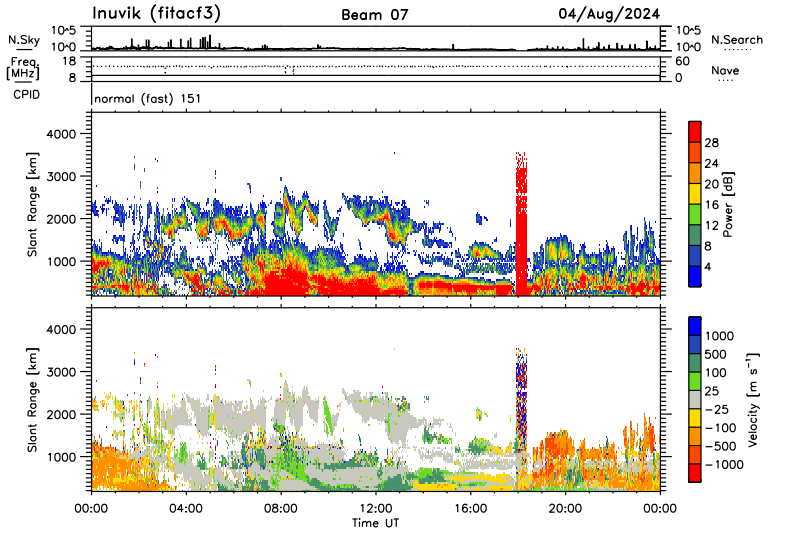 Inuvik (fitacf3) Beam 07 04/Aug/2024
N.Sky 10^5 10^0 10^5 10^0 N.Search
Freq. [MHz] 18 8 60 0 Nave
CPID normal (fast) 151
Slant Range [km] 4000 3000 2000 1000
Power [dB] 28 24 20 16 12 8 4
Slant Range [km] 4000 3000 2000 1000
Velocity [m s⁻¹] 1000 500 100 25 −25 −100 −500 −1000
00:00 04:00 08:00 12:00 16:00 20:00 00:00
Time UT